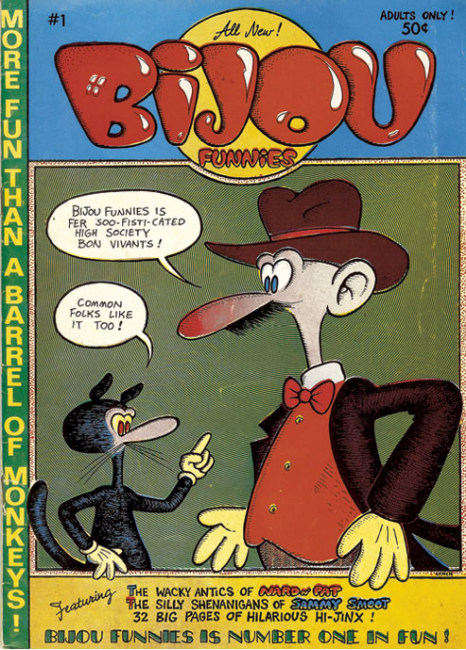 #1
All New!
ADULTS ONLY!
50¢
BIJOU
FUNNIES
MORE FUN THAN A BARREL OF MONKEYS!
BIJOU FUNNIES IS
FER SOO-FISTI-CATED
HIGH SOCIETY
BON VIVANTS!
COMMON
FOLKS LIKE
IT TOO!
Featuring
THE WACKY ANTICS OF NARD N' PAT
THE SILLY SHENANIGANS OF SAMMY SMOOT
32 BIG PAGES OF HILARIOUS HI-JINX!
BIJOU FUNNIES IS NUMBER ONE IN FUN!